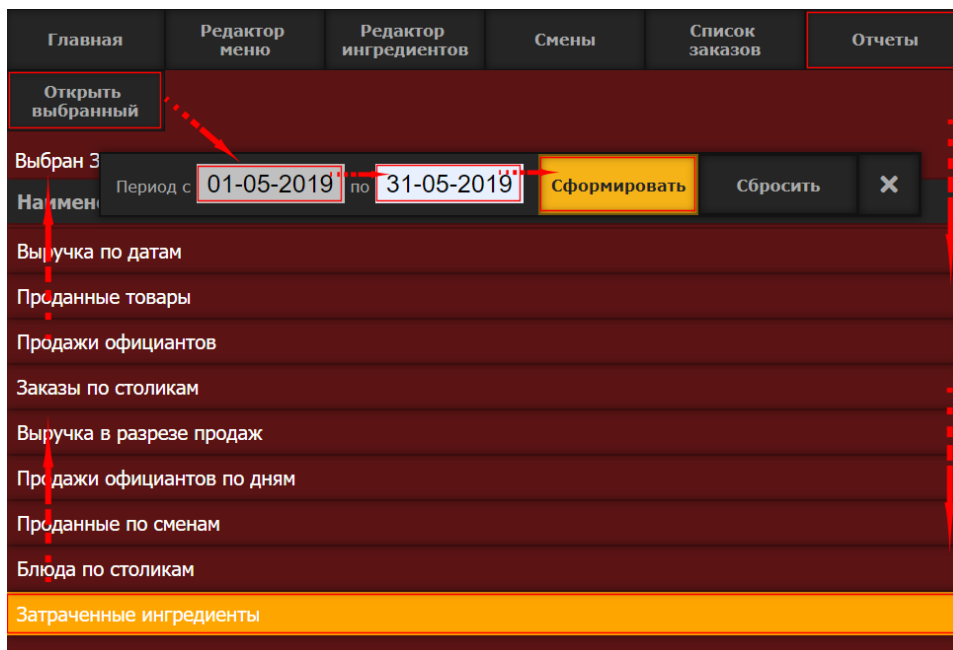 Главная
Редактор
меню
Редактор
ингредиентов
Смены
Список
заказов
Отчеты
Открыть
выбранный
Выбран З
Период с 01-05-2019 по 31-05-2019 Сформировать Сбросить ×
Наимен
Выручка по датам
Проданные товары
Продажи официантов
Заказы по столикам
Выручка в разрезе продаж
Продажи официантов по дням
Проданные по сменам
Блюда по столикам
Затраченные ингредиенты